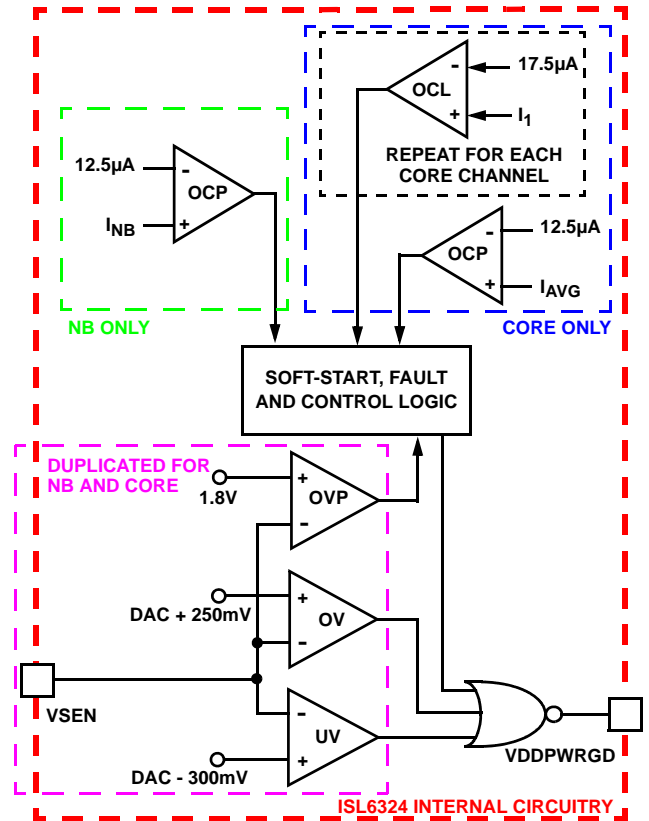 -
17.5µA
OCL
+
I1
REPEAT FOR EACH
CORE CHANNEL
12.5µA
-
OCP
INB
+
-
12.5µA
OCP
+
IAVG
NB ONLY
CORE ONLY
SOFT-START, FAULT
AND CONTROL LOGIC
DUPLICATED FOR
NB AND CORE
+
1.8V
OVP
-
+
DAC + 250mV
OV
-
VSEN
-
UV
+
DAC - 300mV
VDDPWRGD
ISL6324 INTERNAL CIRCUITRY